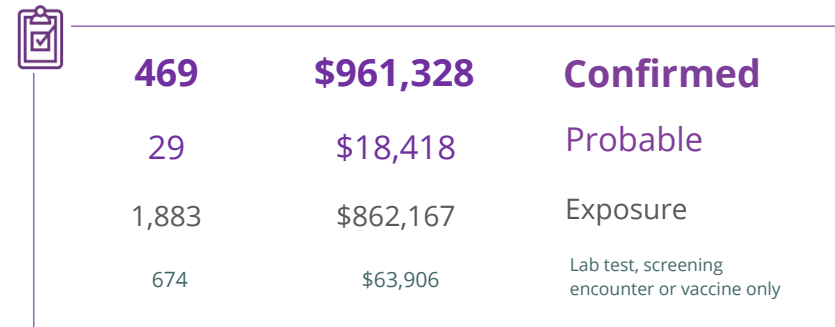 469 $961,328 Confirmed
29 $18,418 Probable
1,883 $862,167 Exposure
674 $63,906 Lab test, screening
encounter or vaccine only